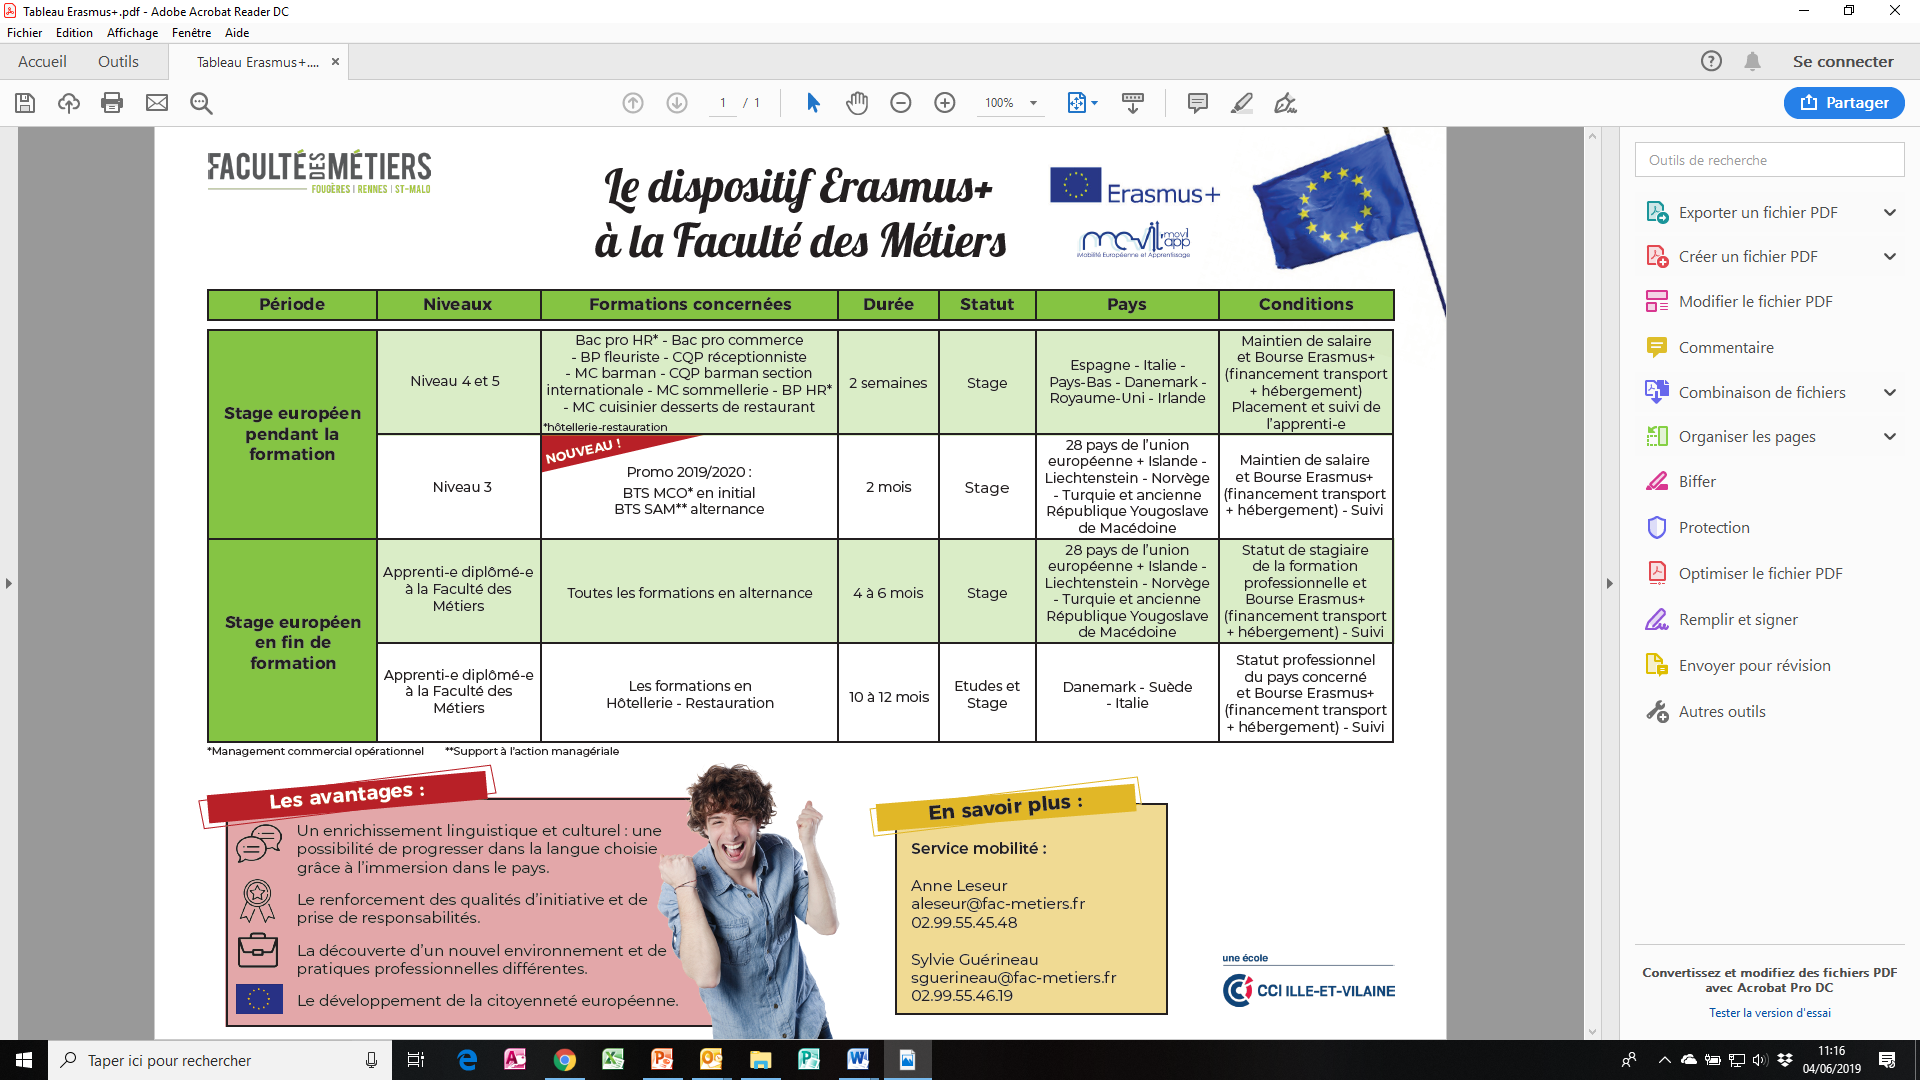 Tableau Erasmus+.pdf - Adobe Acrobat Reader DC
Fichier Edition Affichage Fenêtre Aide
Accueil Outils Tableau Erasmus+.... × Se connecter
1 / 1 100% Partager
FACULTÉ DES MÉTIERS
FOUGÈRES | RENNES | ST-MALO
Le dispositif Erasmus+
à la Faculté des Métiers
Erasmus+
movil'app movil'app
Mobilité Européenne et Apprentissage
Période Niveaux Formations concernées Durée Statut Pays Conditions
Stage européen
pendant la
formation
Niveau 4 et 5
Bac pro HR* - Bac pro commerce
- BP fleuriste - CQP réceptionniste
- MC barman - CQP barman section
internationale - MC sommellerie - BP HR*
- MC cuisinier desserts de restaurant
*hôtellerie-restauration
2 semaines
Stage
Espagne - Italie -
Pays-Bas - Danemark -
Royaume-Uni - Irlande
Maintien de salaire
et Bourse Erasmus+
(financement transport
+ hébergement)
Placement et suivi de
l'apprenti-e
Niveau 3
NOUVEAU !
Promo 2019/2020 :
BTS MCO* en initial
BTS SAM** alternance
2 mois
Stage
28 pays de l'union
européenne + Islande -
Liechtenstein - Norvège
- Turquie et ancienne
République Yougoslave
de Macédoine
Maintien de salaire
et Bourse Erasmus+
(financement transport
+ hébergement) - Suivi
Stage européen
en fin de
formation
Apprenti-e diplômé-e
à la Faculté des
Métiers
Toutes les formations en alternance
4 à 6 mois
Stage
28 pays de l'union
européenne + Islande -
Liechtenstein - Norvège
- Turquie et ancienne
République Yougoslave
de Macédoine
Statut de stagiaire
de la formation
professionnelle et
Bourse Erasmus+
(financement transport
+ hébergement) - Suivi
Apprenti-e diplômé-e
à la Faculté des
Métiers
Les formations en
Hôtellerie - Restauration
10 à 12 mois
Etudes et
Stage
Danemark - Suède
- Italie
Statut professionnel
du pays concerné
et Bourse Erasmus+
(financement transport
+ hébergement) - Suivi
*Management commercial opérationnel **Support à l'action managériale
Les avantages :
Un enrichissement linguistique et culturel : une
possibilité de progresser dans la langue choisie
grâce à l'immersion dans le pays.
Le renforcement des qualités d'initiative et de
prise de responsabilités.
La découverte d'un nouvel environnement et de
pratiques professionnelles différentes.
Le développement de la citoyenneté européenne.
En savoir plus :
Service mobilité :
Anne Leseur
aleseur@fac-metiers.fr
02.99.55.45.48
Sylvie Guérineau
sguerineau@fac-metiers.fr
02.99.55.46.19
une école
CCI ILLE-ET-VILAINE
Outils de recherche
Exporter un fichier PDF
Créer un fichier PDF
Modifier le fichier PDF
Commentaire
Combinaison de fichiers
Organiser les pages
Biffer
Protection
Optimiser le fichier PDF
Remplir et signer
Envoyer pour révision
Autres outils
Convertissez et modifiez des fichiers PDF
avec Acrobat Pro DC
Tester la version d'essai
Taper ici pour rechercher
11:16
04/06/2019